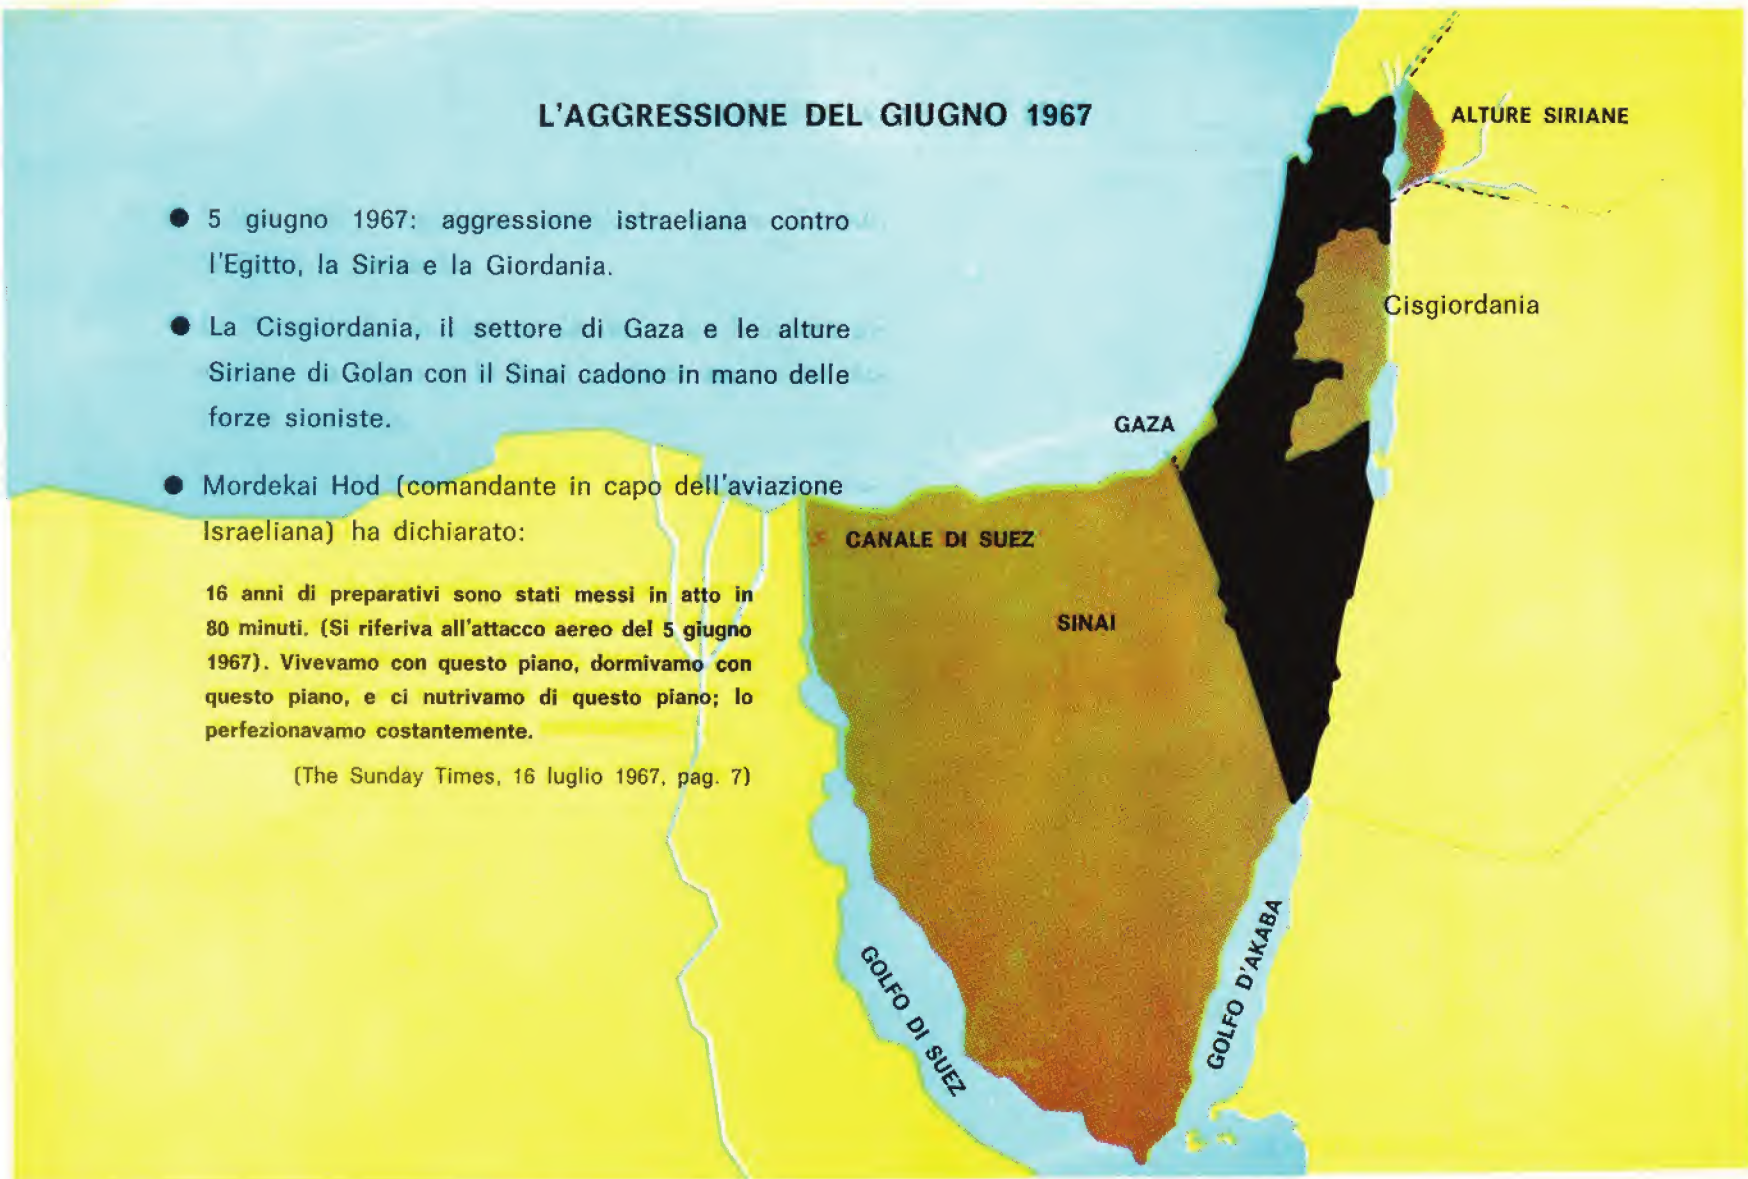 L'AGGRESSIONE DEL GIUGNO 1967
● 5 giugno 1967: aggressione istraeliana contro
l'Egitto, la Siria e la Giordania.
● La Cisgiordania, il settore di Gaza e le alture
Siriane di Golan con il Sinai cadono in mano delle
forze sioniste.
● Mordekai Hod (comandante in capo dell'aviazione
Israeliana) ha dichiarato:
16 anni di preparativi sono stati messi in atto in
80 minuti. (Si riferiva all'attacco aereo del 5 giugno
1967). Vivevamo con questo piano, dormivamo con
questo piano, e ci nutrivamo di questo piano; lo
perfezionavamo costantemente.
(The Sunday Times, 16 luglio 1967, pag. 7)
ALTURE SIRIANE
Cisgiordania
GAZA
CANALE DI SUEZ
SINAI
GOLFO DI SUEZ
GOLFO D'AKABA